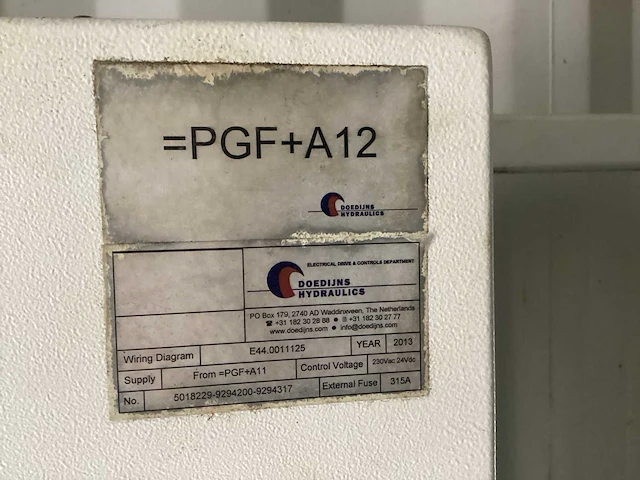 =PGF+A12
DOEDIJNS
HYDRAULICS
ELECTRICAL DRIVE & CONTROLS DEPARTMENT
DOEDIJNS
HYDRAULICS
PO Box 179, 2740 AD Waddinxveen, The Netherlands
☎ +31 182 30 28 88 ● +31 182 30 27 77
www.doedijns.com ● info@doedijns.com
Wiring Diagram E44.0011125 YEAR 2013
Supply From =PGF+A11 Control Voltage 230Vac 24Vdc
No. 5018229-9294200-9294317 External Fuse 315A